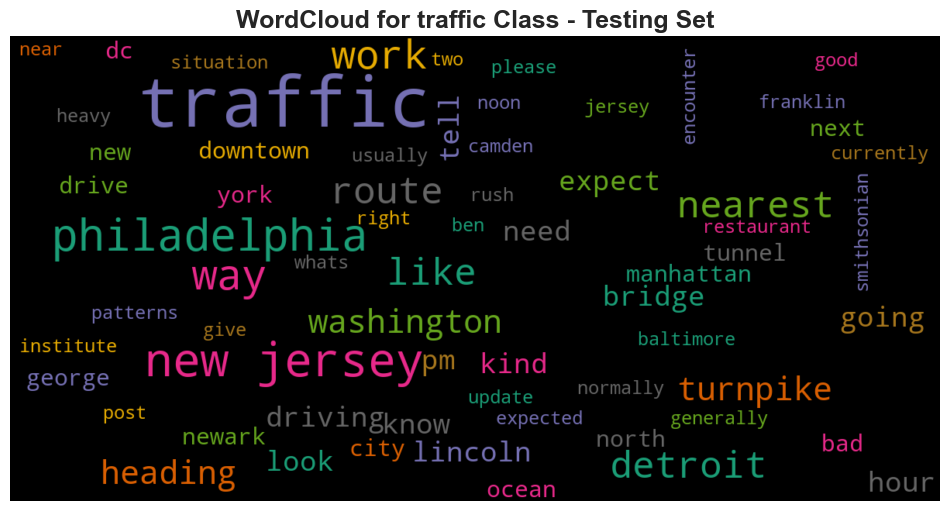 WordCloud for traffic Class - Testing Set
near
dc
situation
work
two
please
good
traffic
heavy
tell
noon
jersey
encounter
franklin
next
new
downtown
usually
camden
currently
drive
york
route
rush
expect
nearest
smithsonian
philadelphia
right
ben
need
restaurant
tunnel
way
whats
like
manhattan
bridge
patterns
give
washington
going
institute
new jersey
pm
kind
baltimore
george
update
normally
turnpike
post
driving
know
expected
generally
newark
city
lincoln
north
bad
heading
look
ocean
detroit
hour